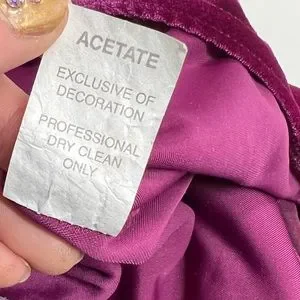 ACETATE
EXCLUSIVE OF
DECORATION
PROFESSIONAL
DRY CLEAN
ONLY